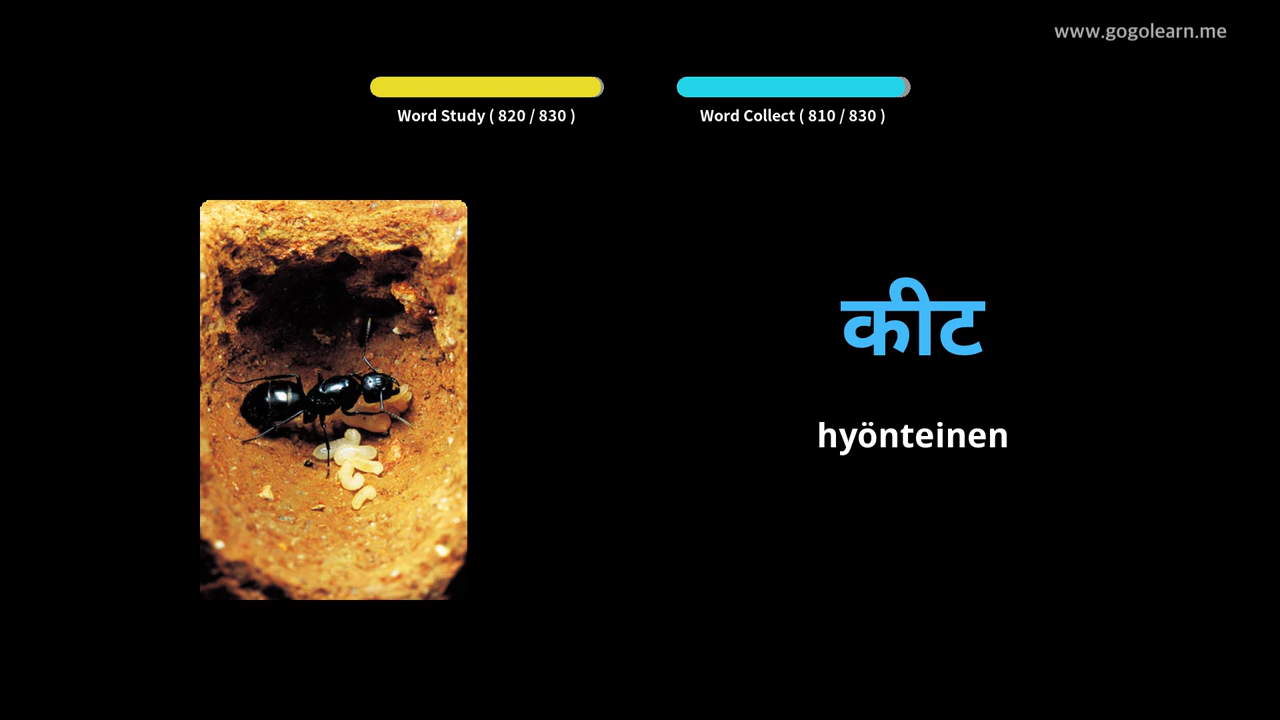 www.gogolearn.me
Word Study ( 820 / 830 )
Word Collect ( 810 / 830 )
कीट
hyönteinen